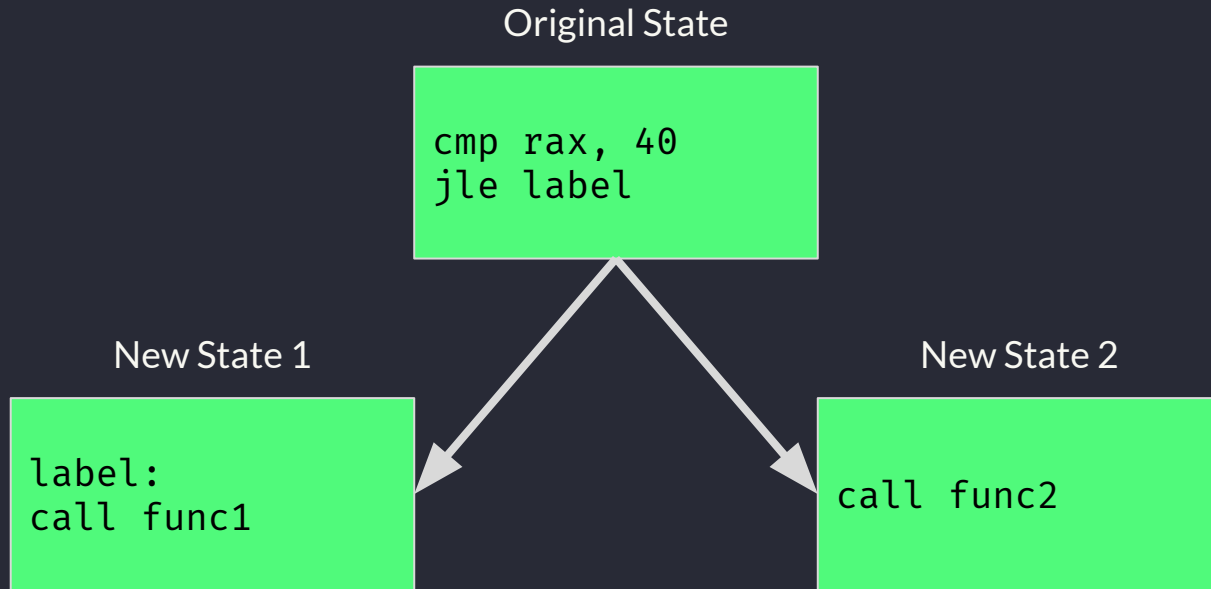 Original State
cmp rax, 40
jle label
New State 1
New State 2
label:
call func1
call func2